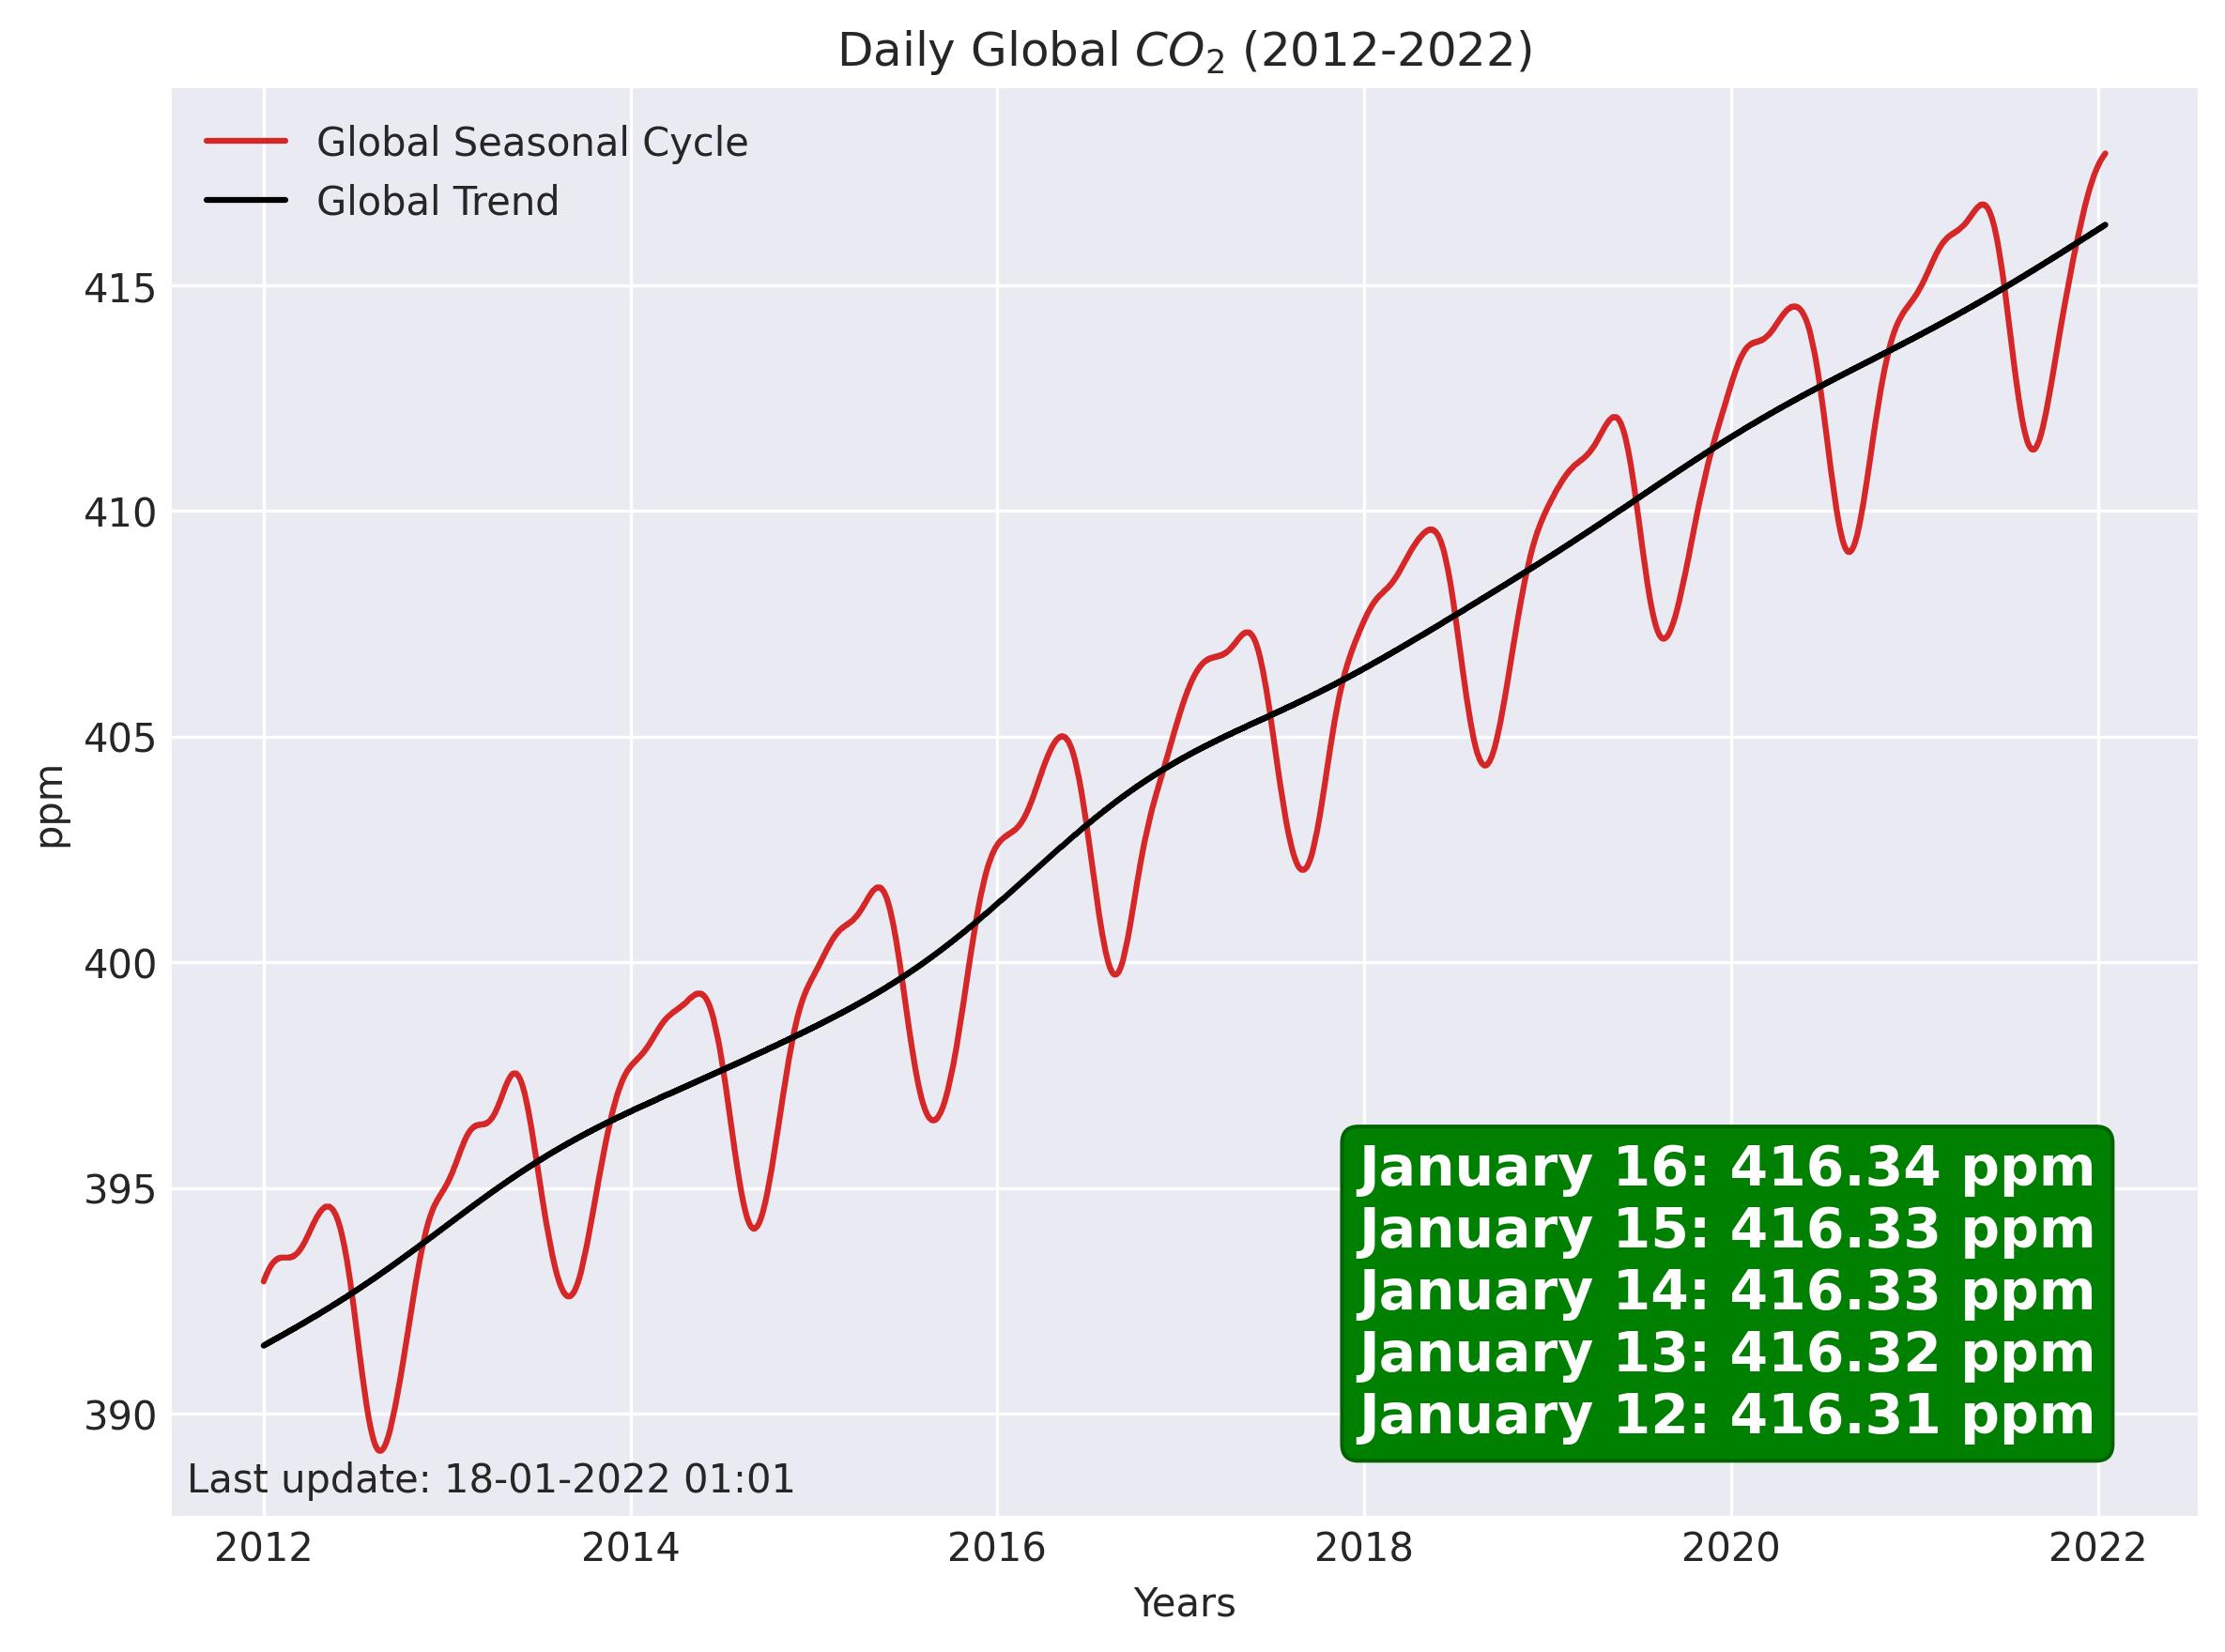 Daily Global CO₂ (2012-2022)
Global Seasonal Cycle
Global Trend
415
410
405
400
395
390
ppm
January 16: 416.34 ppm
January 15: 416.33 ppm
January 14: 416.33 ppm
January 13: 416.32 ppm
January 12: 416.31 ppm
Last update: 18-01-2022 01:01
2012 2014 2016 2018 2020 2022
Years